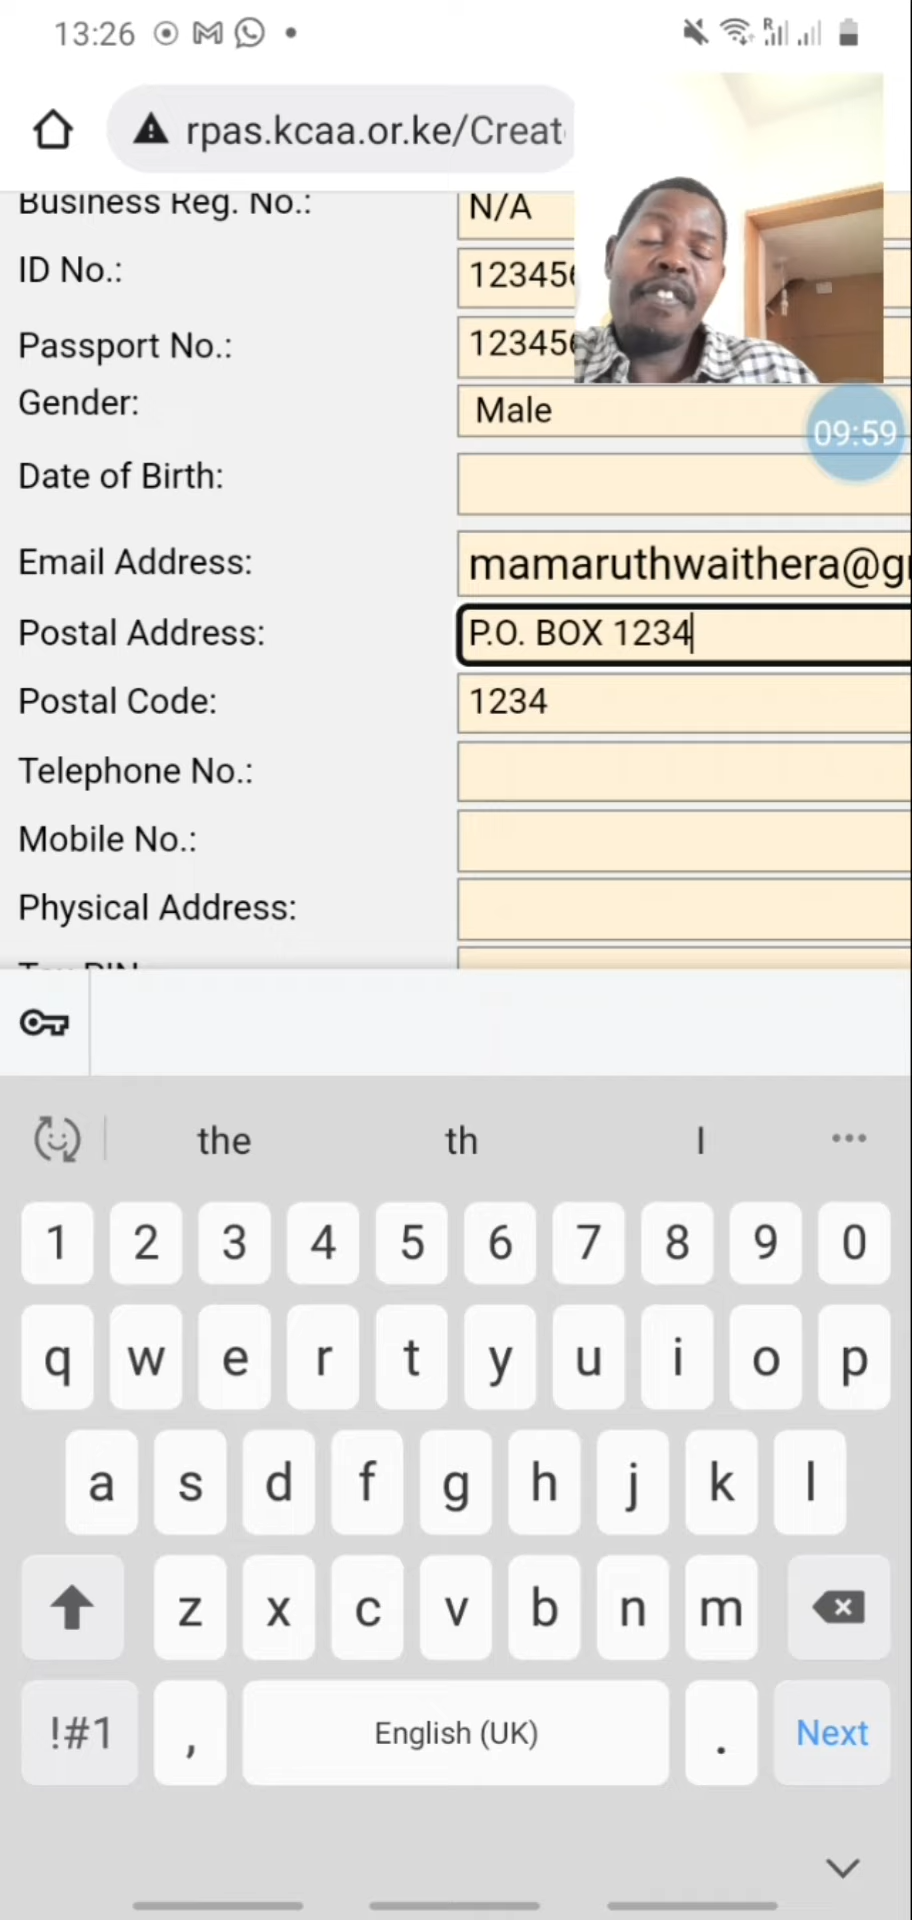 13:26
rpas.kcaa.or.ke/Creat
Business Reg. No.: N/A
ID No.: 12345
Passport No.: 12345
Gender: Male
09:59
Date of Birth:
Email Address: mamaruthwaithera@g
Postal Address: P.O. BOX 1234
Postal Code: 1234
Telephone No.:
Mobile No.:
Physical Address:
the th I
1 2 3 4 5 6 7 8 9 0
q w e r t y u i o p
a s d f g h j k l
z x c v b n m
!#1 , English (UK) . Next